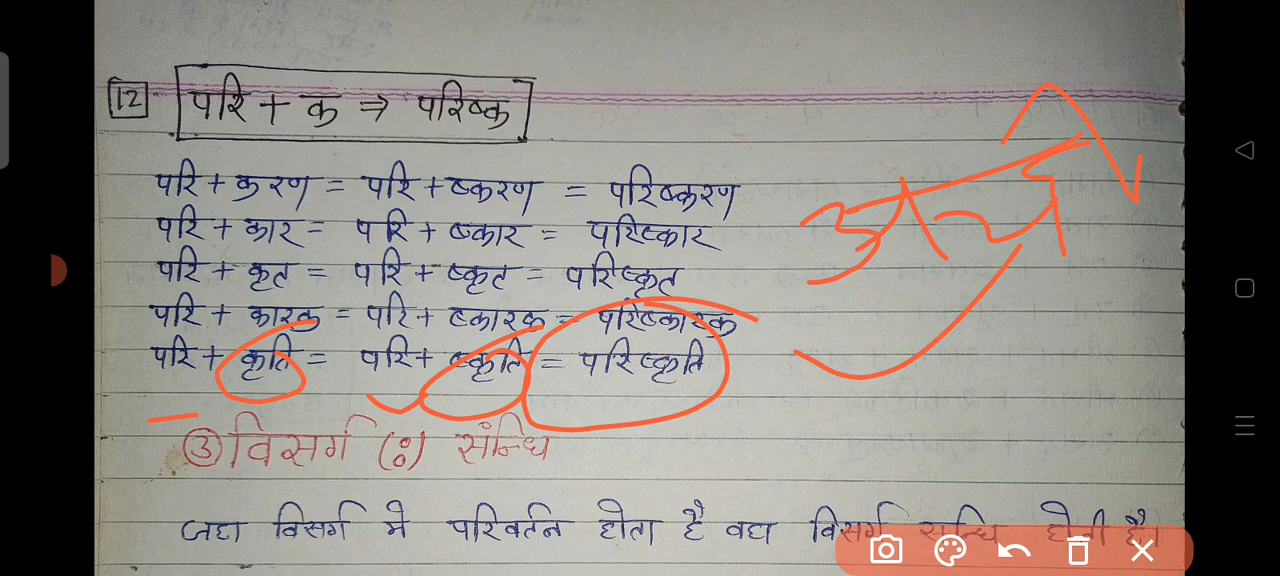 12 परि + क ⇒ परिष्क
परि + करण = परि + ष्करण = परिष्करण
परि + कार = परि + ष्कार = परिष्कार
परि + कृत = परि + ष्कृत = परिष्कृत
परि + कारक = परि + ष्कारक = परिष्कारक
परि + कृति = परि + ष्कृति = परिष्कृति
③ विसर्ग (ः) संन्धि
जहा विसर्ग मे परिवर्तन होता है वहा विसर्ग सन्धि होती है।